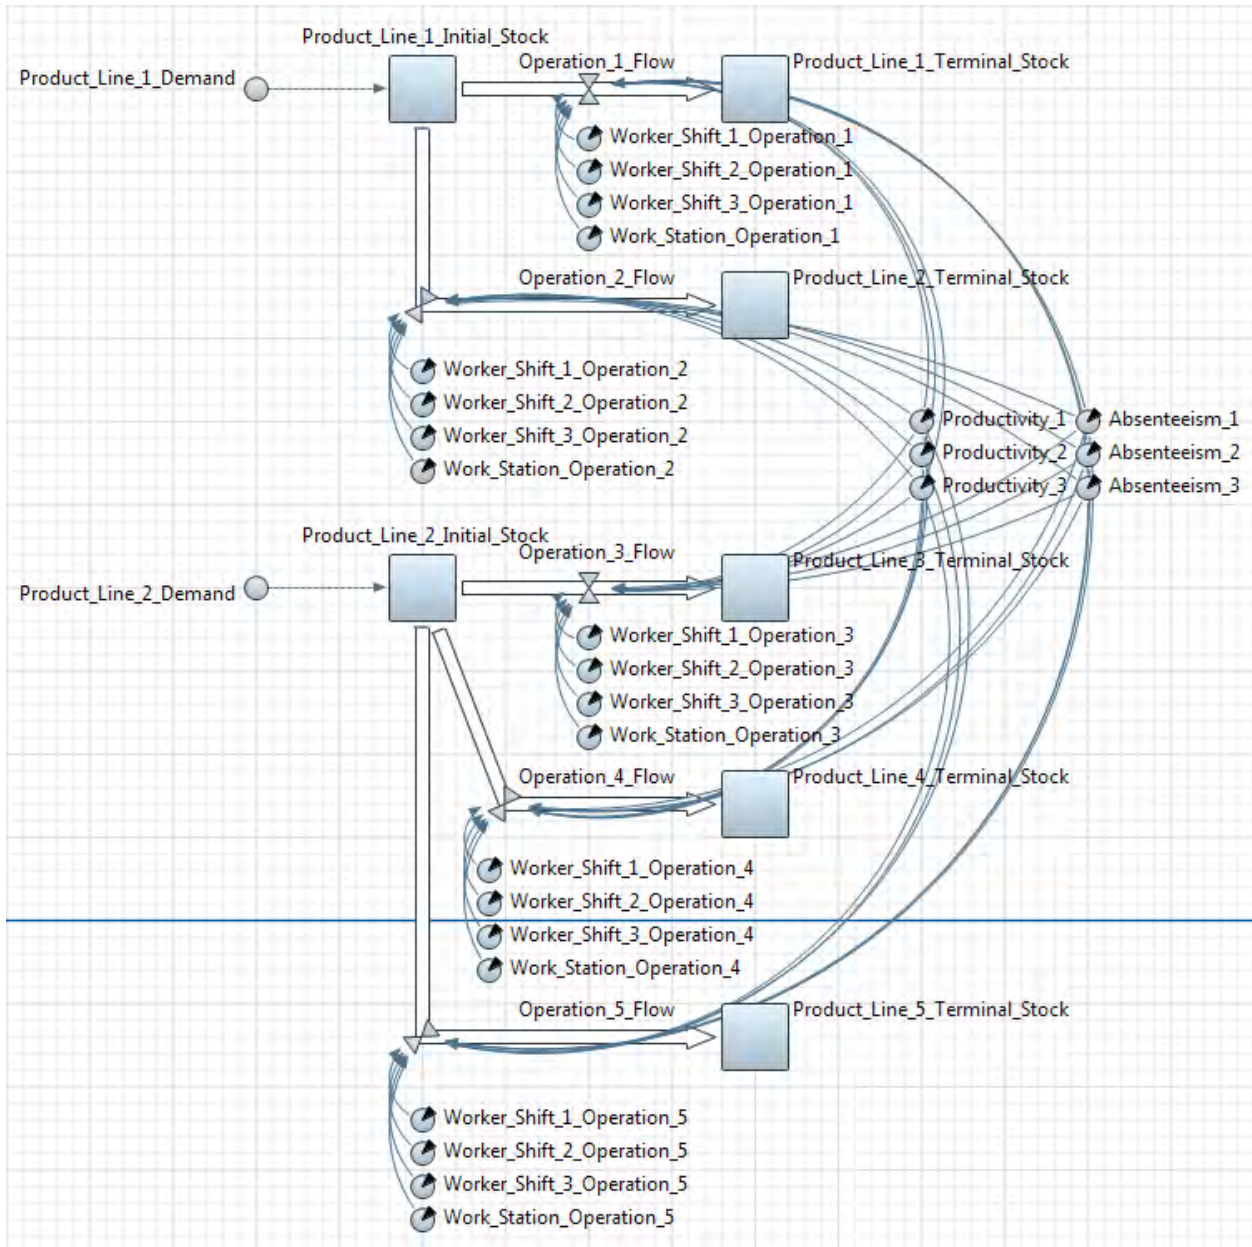 Product_Line_1_Initial_Stock
Product_Line_1_Demand
Operation_1_Flow
Product_Line_1_Terminal_Stock
Worker_Shift_1_Operation_1
Worker_Shift_2_Operation_1
Worker_Shift_3_Operation_1
Work_Station_Operation_1
Operation_2_Flow
Product_Line_2_Terminal_Stock
Worker_Shift_1_Operation_2
Worker_Shift_2_Operation_2
Worker_Shift_3_Operation_2
Work_Station_Operation_2
Productivity_1
Productivity_2
Productivity_3
Absenteeism_1
Absenteeism_2
Absenteeism_3
Product_Line_2_Initial_Stock
Product_Line_2_Demand
Operation_3_Flow
Product_Line_3_Terminal_Stock
Worker_Shift_1_Operation_3
Worker_Shift_2_Operation_3
Worker_Shift_3_Operation_3
Work_Station_Operation_3
Operation_4_Flow
Product_Line_4_Terminal_Stock
Worker_Shift_1_Operation_4
Worker_Shift_2_Operation_4
Worker_Shift_3_Operation_4
Work_Station_Operation_4
Operation_5_Flow
Product_Line_5_Terminal_Stock
Worker_Shift_1_Operation_5
Worker_Shift_2_Operation_5
Worker_Shift_3_Operation_5
Work_Station_Operation_5